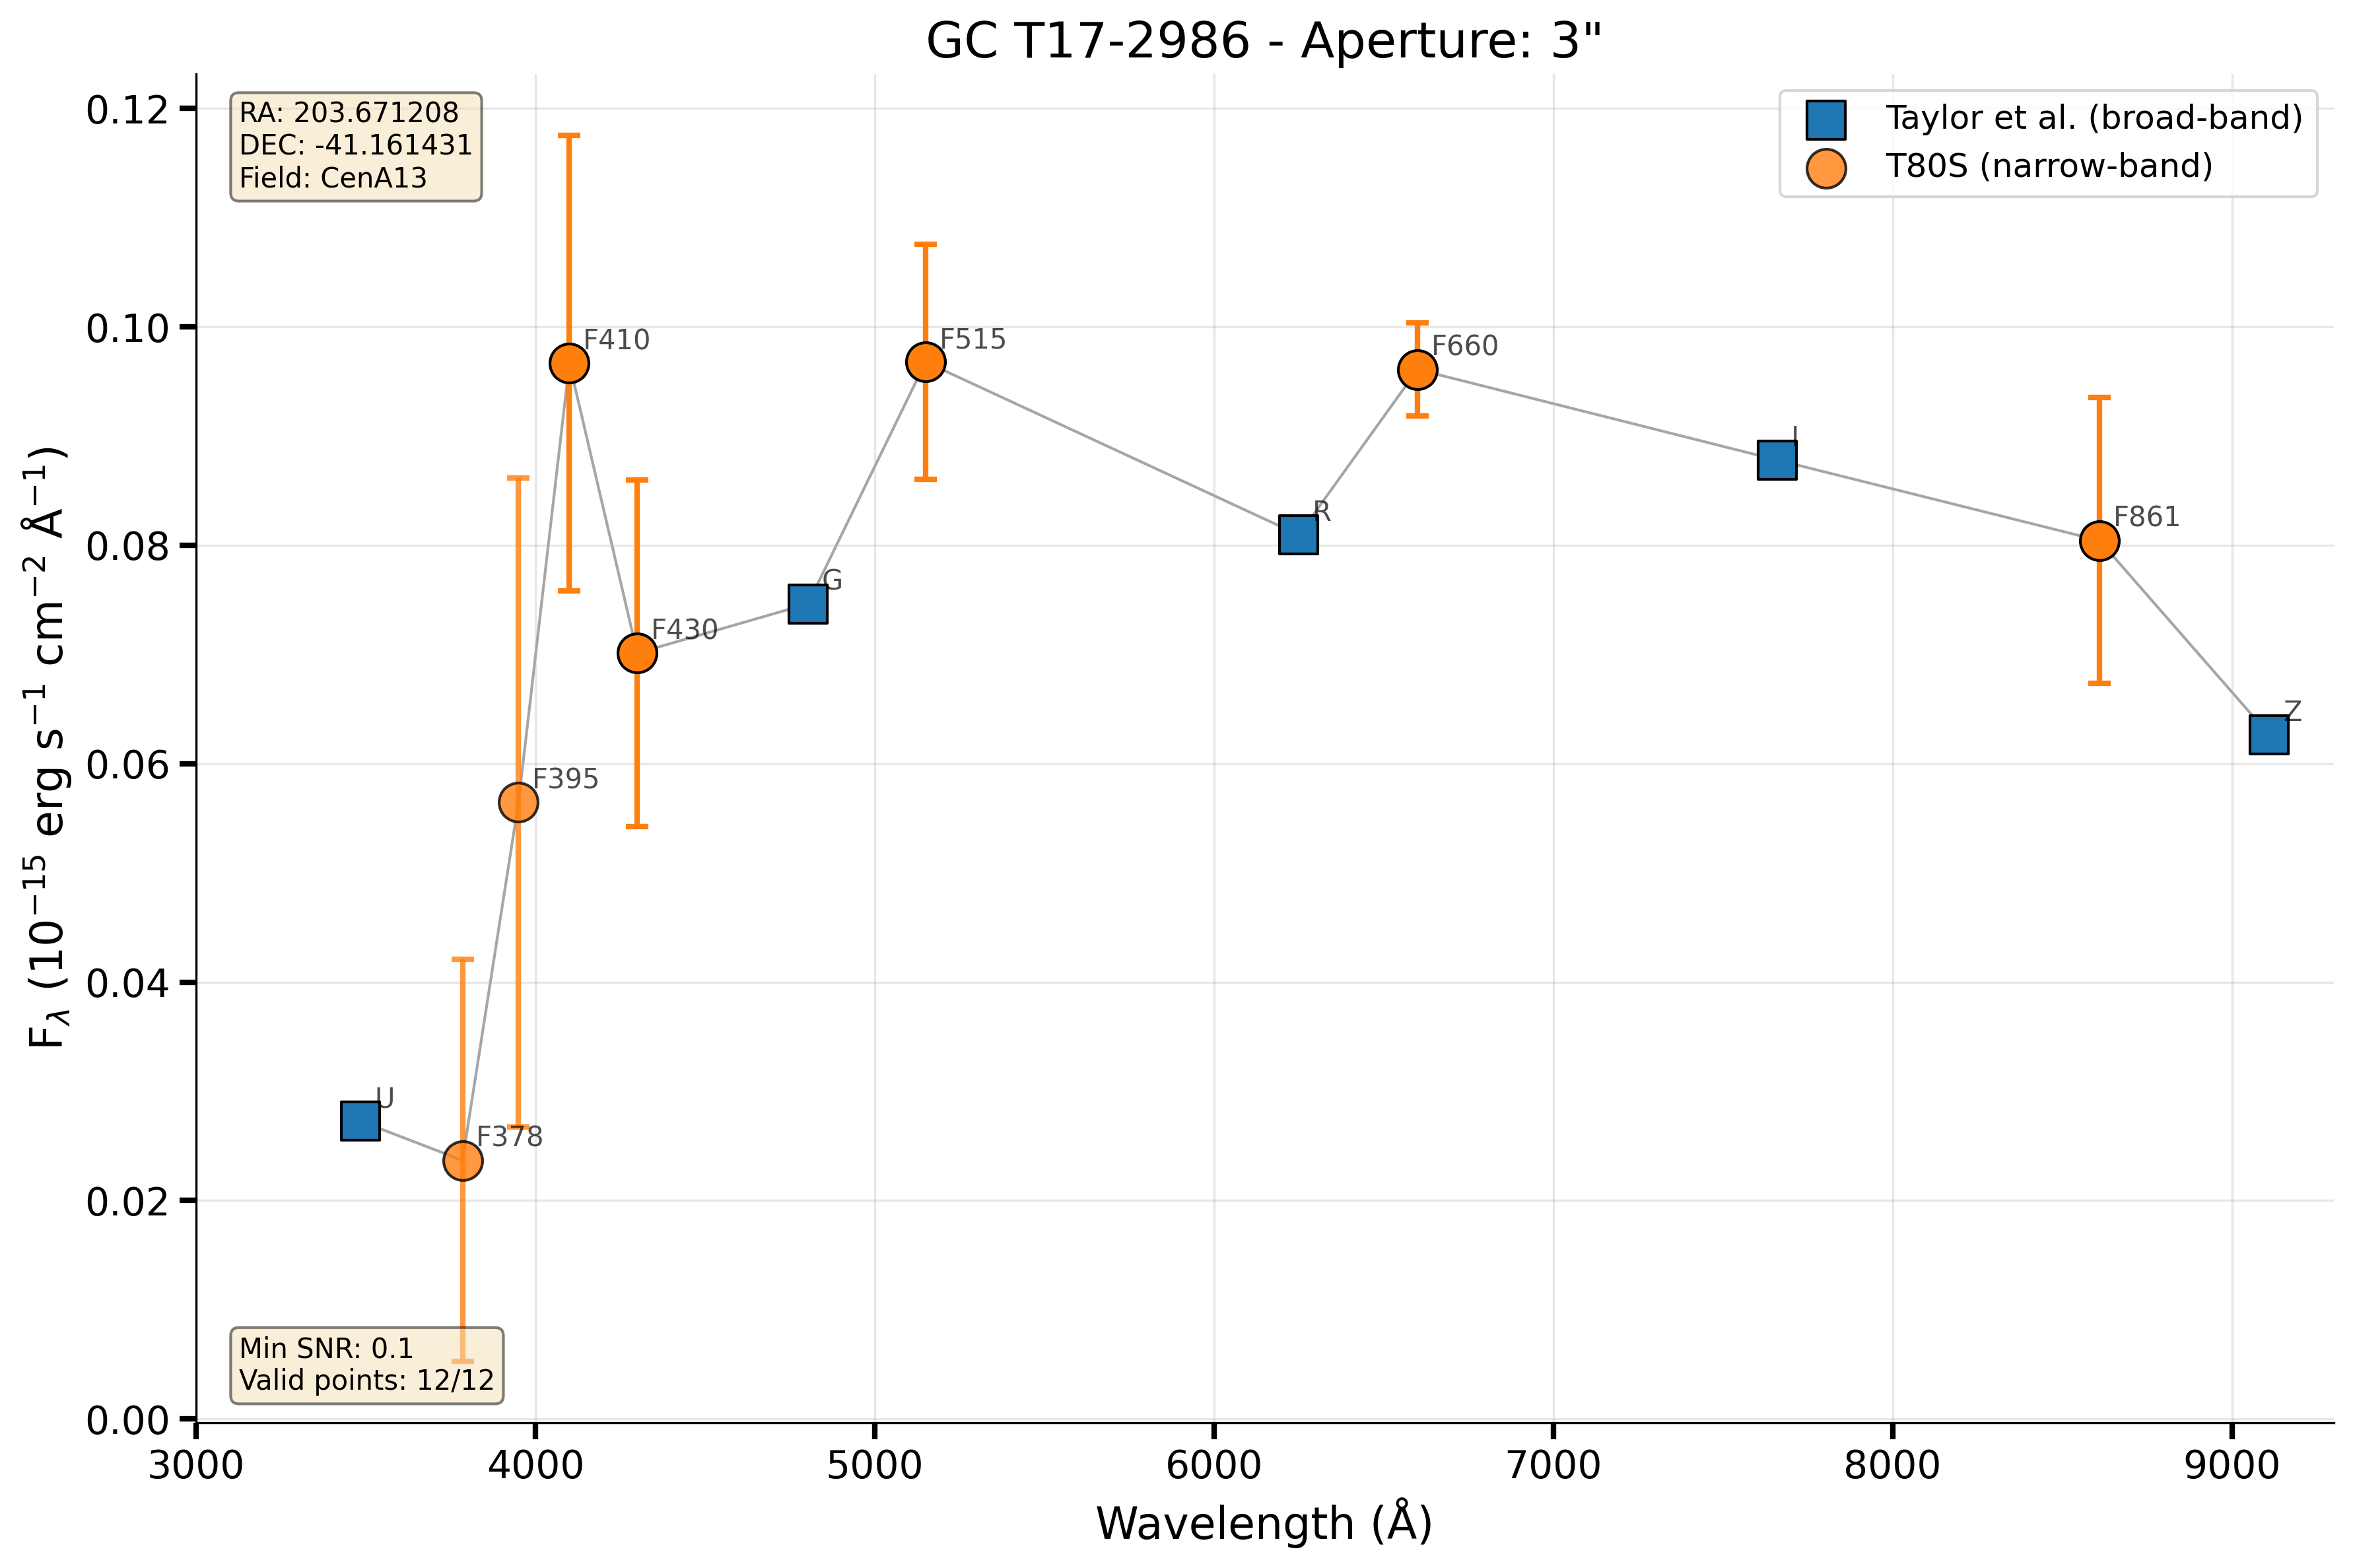 GC T17-2986 - Aperture: 3"
RA: 203.671208
DEC: -41.161431
Field: CenA13
Taylor et al. (broad-band)
T80S (narrow-band)
0.12
0.10
0.08
0.06
0.04
0.02
0.00
F410
F515
F660
I
R
F861
G
F430
F395
Z
U
F378
Min SNR: 0.1
Valid points: 12/12
3000 4000 5000 6000 7000 8000 9000
Wavelength (Å)
F_λ (10⁻¹⁵ erg s⁻¹ cm⁻² Å⁻¹)